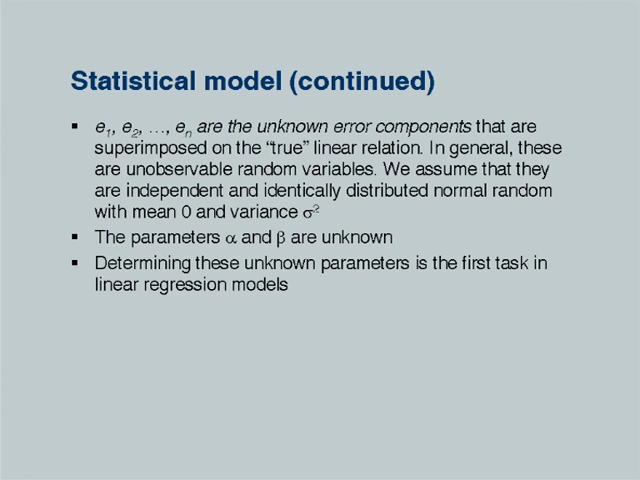 Statistical model (continued)
▪ e1, e2, …, en are the unknown error components that are
superimposed on the “true” linear relation. In general, these
are unobservable random variables. We assume that they
are independent and identically distributed normal random
with mean 0 and variance σ²
▪ The parameters α and β are unknown
▪ Determining these unknown parameters is the first task in
linear regression models